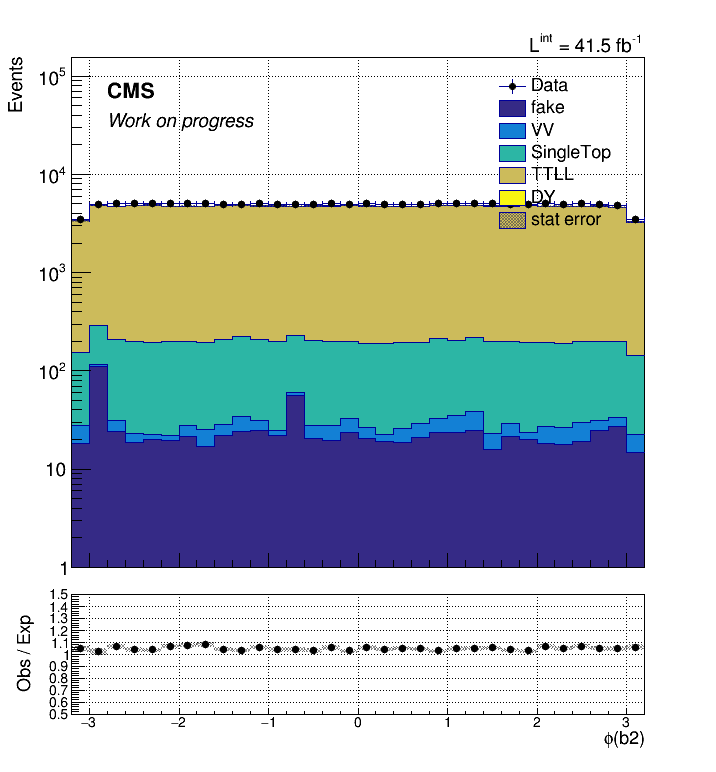 L^int = 41.5 fb^-1
Events
10^5
10^4
10^3
10^2
10
1
CMS
Work on progress
Data
fake
VV
SingleTop
TTLL
DY
stat error
Obs / Exp
1.5
1.4
1.3
1.2
1.1
1
0.9
0.8
0.7
0.6
0.5
−3 −2 −1 0 1 2 3
ϕ(b2)